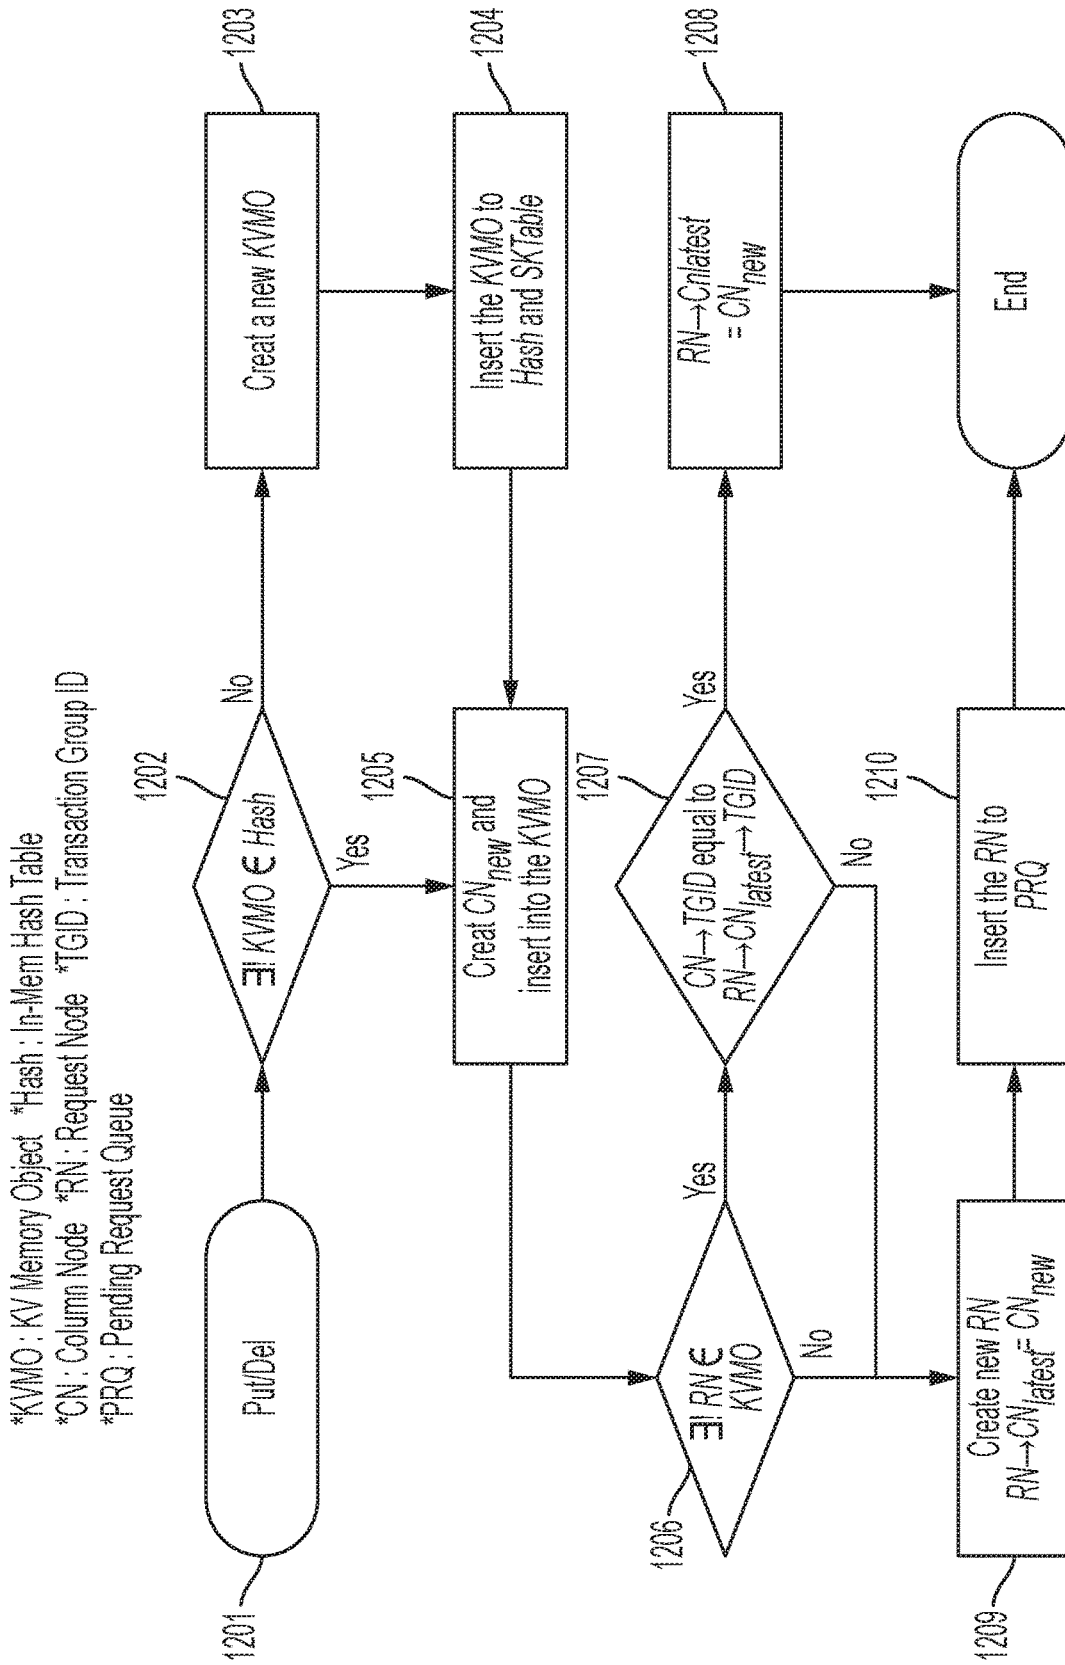 *KVMO : KV Memory Object *Hash : In-Mem Hash Table
*CN : Column Node *RN : Request Node *TGID : Transaction Group ID
*PRQ : Pending Request Queue
1201
Put/Del
1202
∃! KVMO ∈ Hash
No
Yes
1203
Creat a new KVMO
1204
Insert the KVMO to
Hash and SKTable
1205
Creat CNnew and
insert into the KVMO
1206
∃! RN ∈
KVMO
Yes
No
1207
CN→TGID equal to
RN→CNlatest→TGID
Yes
No
1208
RN→Cnlatest
= CNnew
1209
Create new RN
RN→CNlatest= CNnew
1210
Insert the RN to
PRQ
End